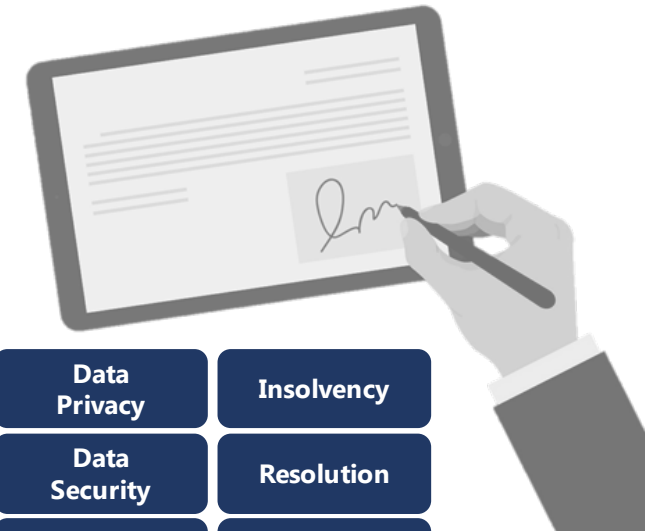 Data
Privacy
Insolvency
Data
Security
Resolution